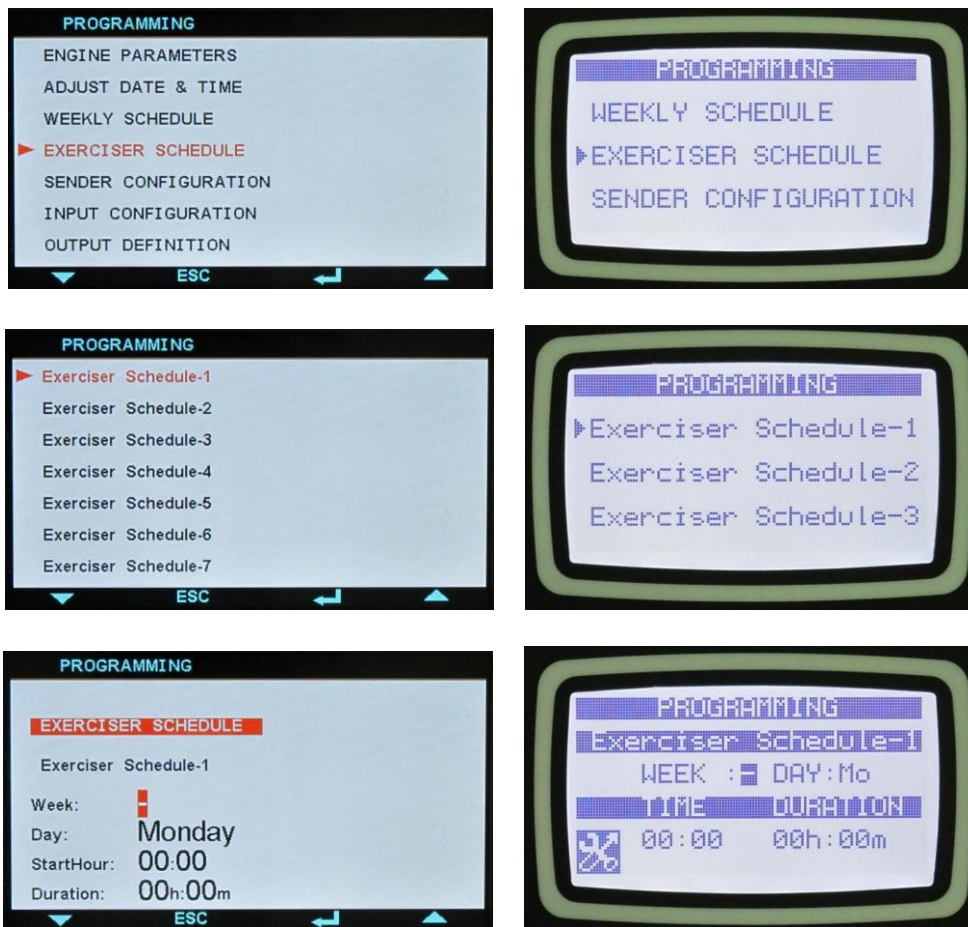 PROGRAMMING
ENGINE PARAMETERS
ADJUST DATE & TIME
WEEKLY SCHEDULE
EXERCISER SCHEDULE
SENDER CONFIGURATION
INPUT CONFIGURATION
OUTPUT DEFINITION
ESC
PROGRAMMING
WEEKLY SCHEDULE
EXERCISER SCHEDULE
SENDER CONFIGURATION
PROGRAMMING
Exerciser Schedule-1
Exerciser Schedule-2
Exerciser Schedule-3
Exerciser Schedule-4
Exerciser Schedule-5
Exerciser Schedule-6
Exerciser Schedule-7
ESC
PROGRAMMING
Exerciser Schedule-1
Exerciser Schedule-2
Exerciser Schedule-3
PROGRAMMING
EXERCISER SCHEDULE
Exerciser Schedule-1
Week: -
Day: Monday
StartHour: 00:00
Duration: 00h:00m
ESC
PROGRAMMING
Exerciser Schedule-1
WEEK :- DAY:Mo
TIME DURATION
00:00 00h:00m